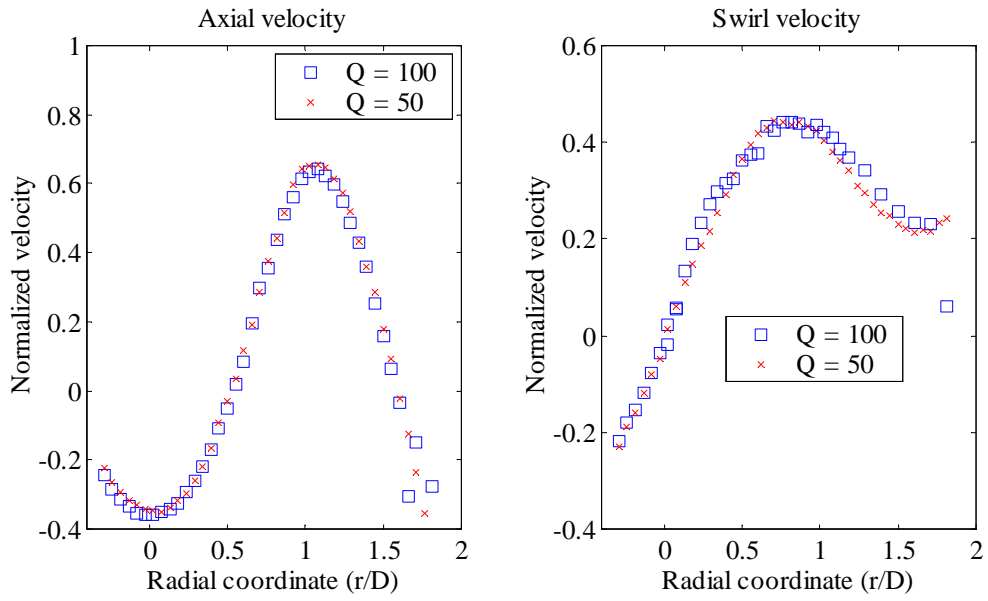 Axial velocity
1
0.8
0.6
0.4
0.2
0
-0.2
-0.4
0
0.5
1
1.5
2
Normalized velocity
Radial coordinate (r/D)
Q = 100
Q = 50
Swirl velocity
0.6
0.4
0.2
0
-0.2
-0.4
0
0.5
1
1.5
2
Normalized velocity
Radial coordinate (r/D)
Q = 100
Q = 50